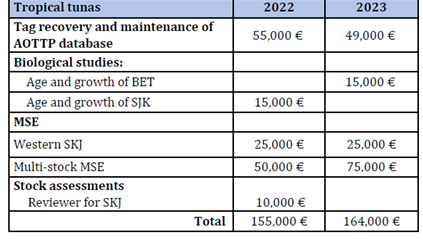 Tropical tunas 2022 2023
Tag recovery and maintenance of AOTTP database 55,000 € 49,000 €
Biological studies:
Age and growth of BET 15,000 €
Age and growth of SJK 15,000 €
MSE
Western SKJ 25,000 € 25,000 €
Multi-stock MSE 50,000 € 75,000 €
Stock assessments
Reviewer for SKJ 10,000 €
Total 155,000 € 164,000 €